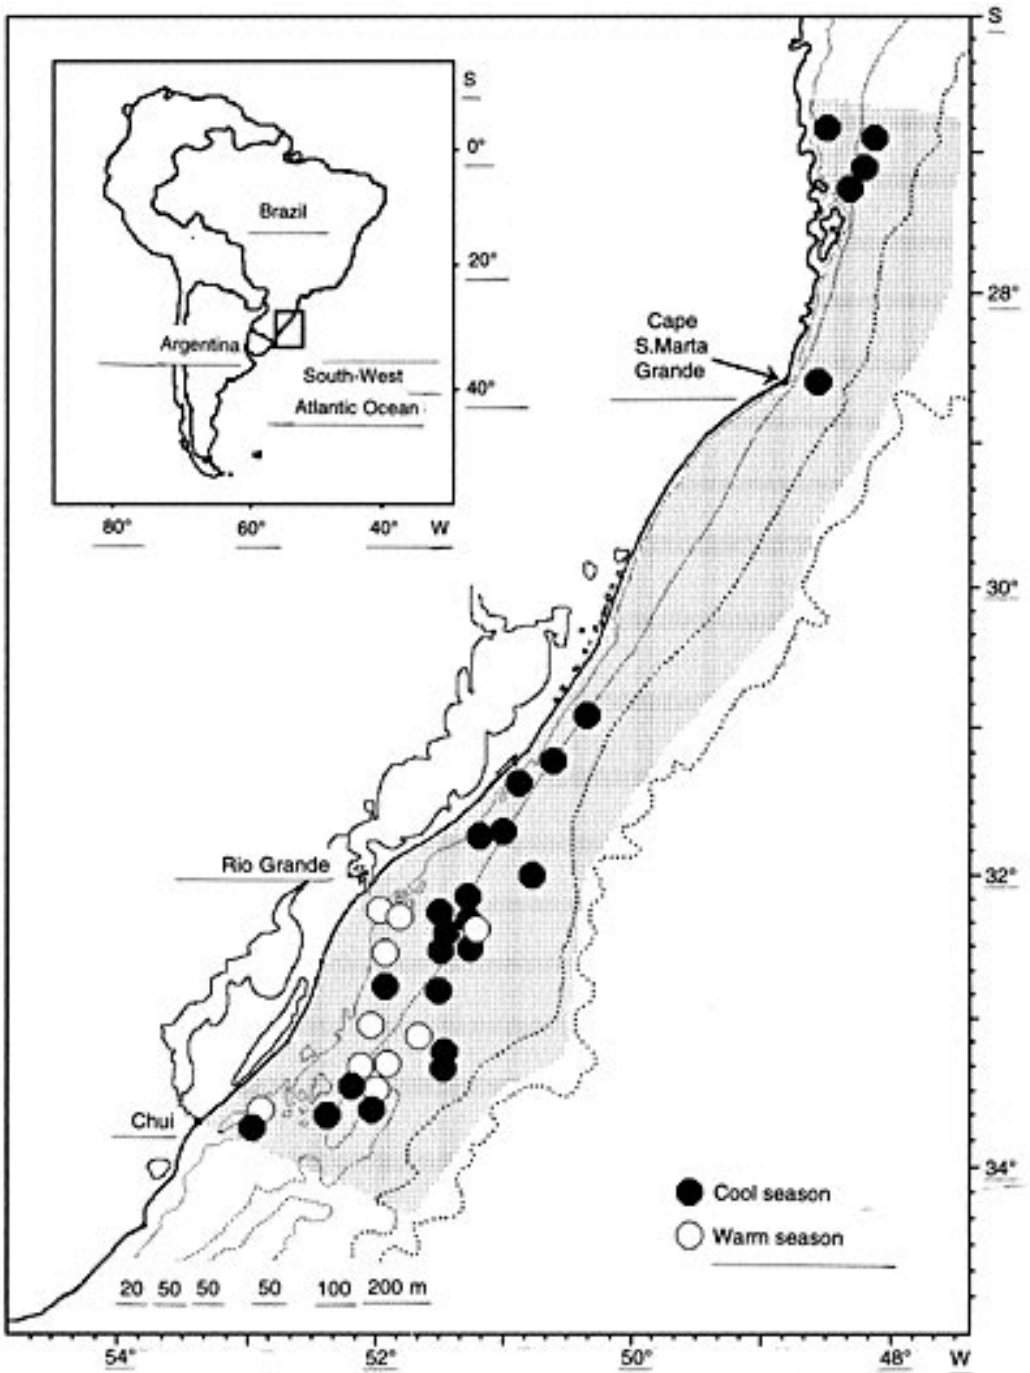 S
S
0°
Brazil
20°
28°
Cape
S.Marta
Grande
Argentina
South-West
40°
Atlantic Ocean
80°
60°
40°
W
30°
Rio Grande
32°
Chui
34°
Cool season
Warm season
20
50
50
50
100
200 m
54°
52°
50°
48°
W